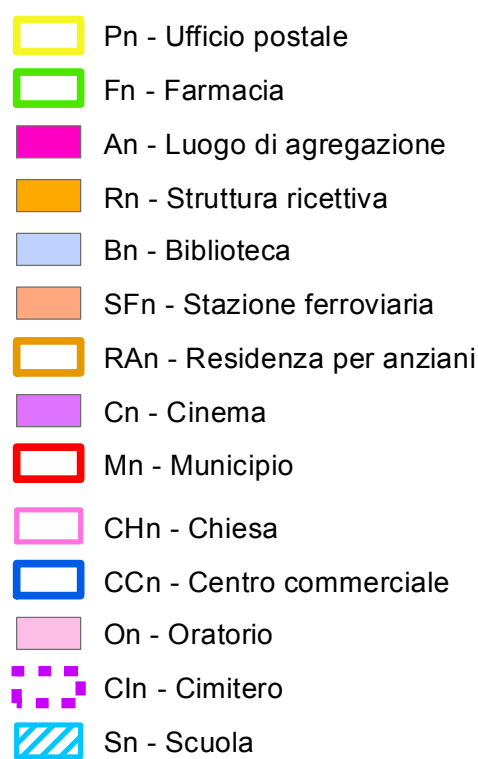 Pn - Ufficio postale
Fn - Farmacia
An - Luogo di agregazione
Rn - Struttura ricettiva
Bn - Biblioteca
SFn - Stazione ferroviaria
RAn - Residenza per anziani
Cn - Cinema
Mn - Municipio
CHn - Chiesa
CCn - Centro commerciale
On - Oratorio
CIn - Cimitero
Sn - Scuola